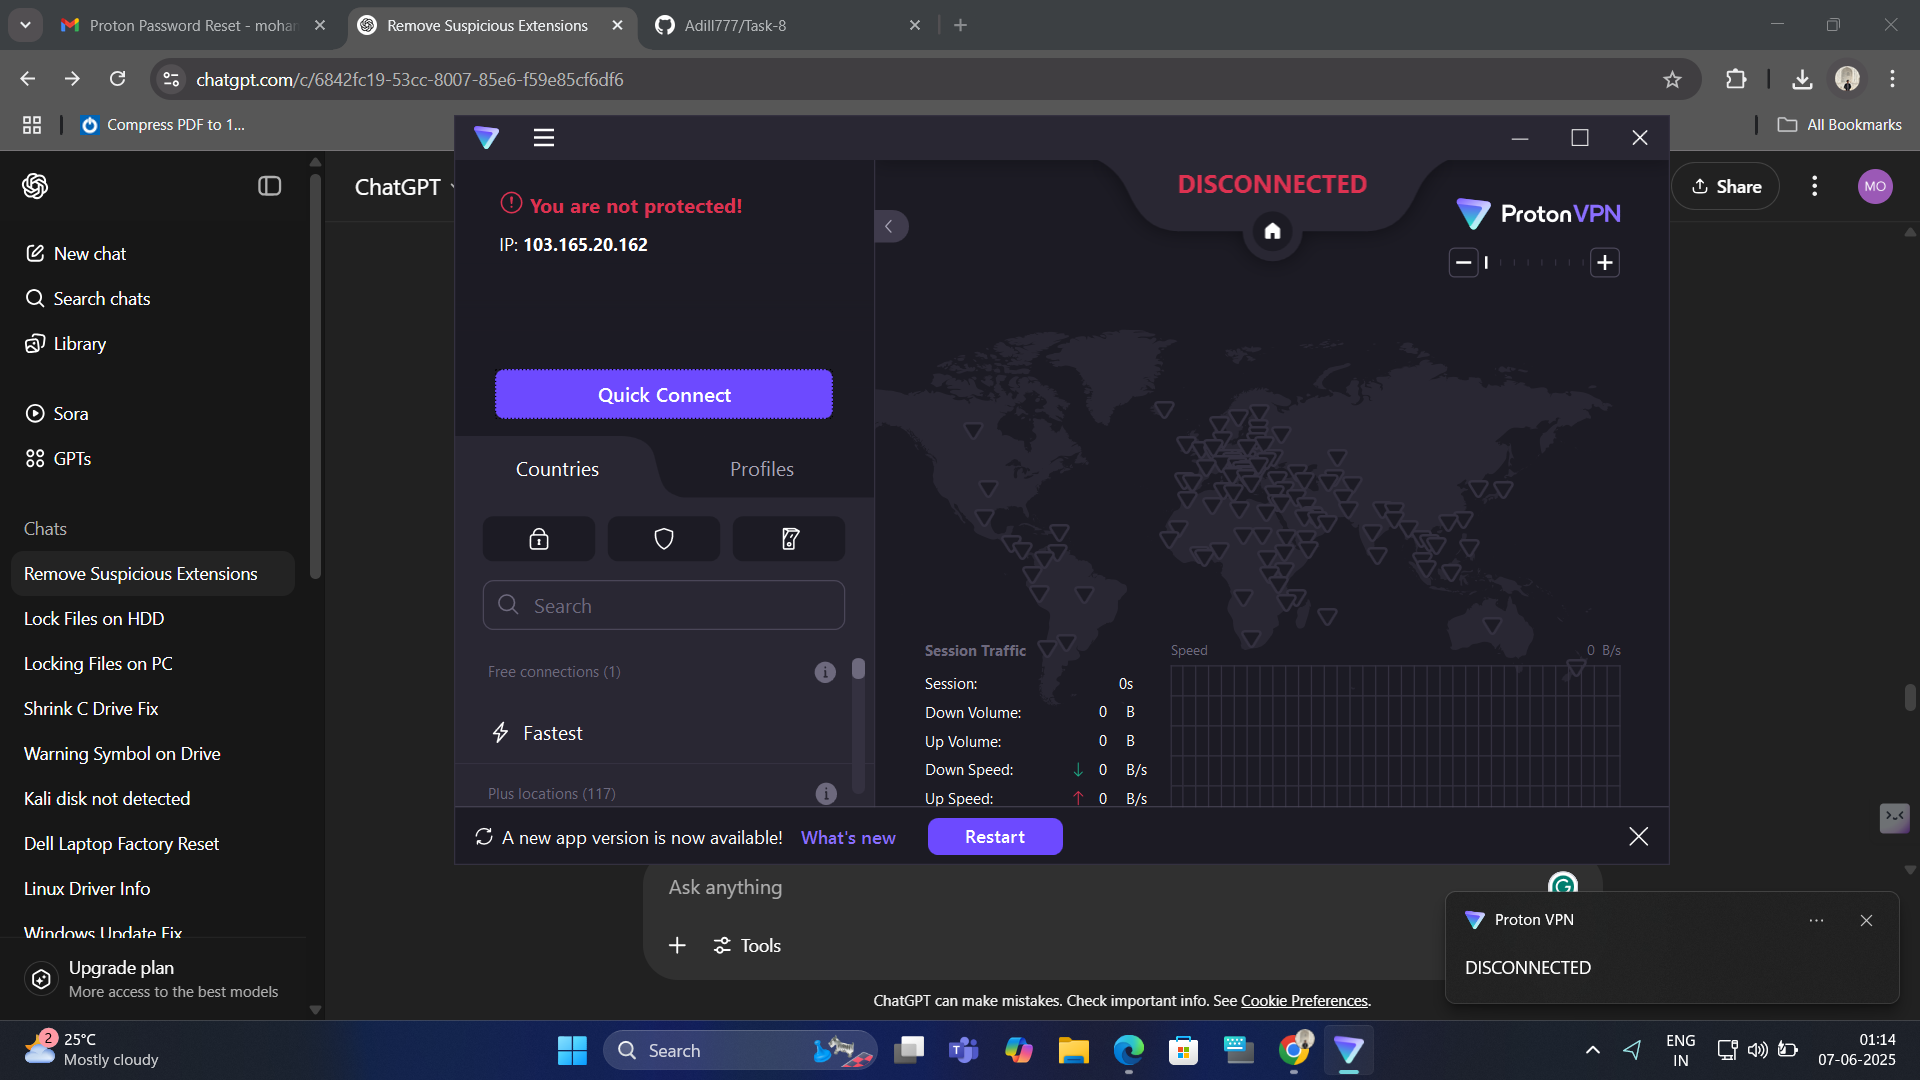 Proton Password Reset - mohan
Remove Suspicious Extensions
Adill777/Task-8
chatgpt.com/c/6842fc19-53cc-8007-85e6-f59e85cf6df6
Compress PDF to 1...
All Bookmarks
ChatGPT
Share
MO
New chat
Search chats
Library
Sora
GPTs
Chats
Remove Suspicious Extensions
Lock Files on HDD
Locking Files on PC
Shrink C Drive Fix
Warning Symbol on Drive
Kali disk not detected
Dell Laptop Factory Reset
Linux Driver Info
Windows Update Fix
Upgrade plan
More access to the best models
You are not protected!
IP: 103.165.20.162
Quick Connect
Countries
Profiles
Search
Free connections (1)
Fastest
Plus locations (117)
DISCONNECTED
ProtonVPN
Session Traffic
Session: 0s
Down Volume: 0 B
Up Volume: 0 B
Down Speed: 0 B/s
Up Speed: 0 B/s
Speed
0 B/s
A new app version is now available! What's new
Restart
Ask anything
Tools
ChatGPT can make mistakes. Check important info. See Cookie Preferences.
Proton VPN
DISCONNECTED
2
25°C
Mostly cloudy
Search
ENG
IN
01:14
07-06-2025